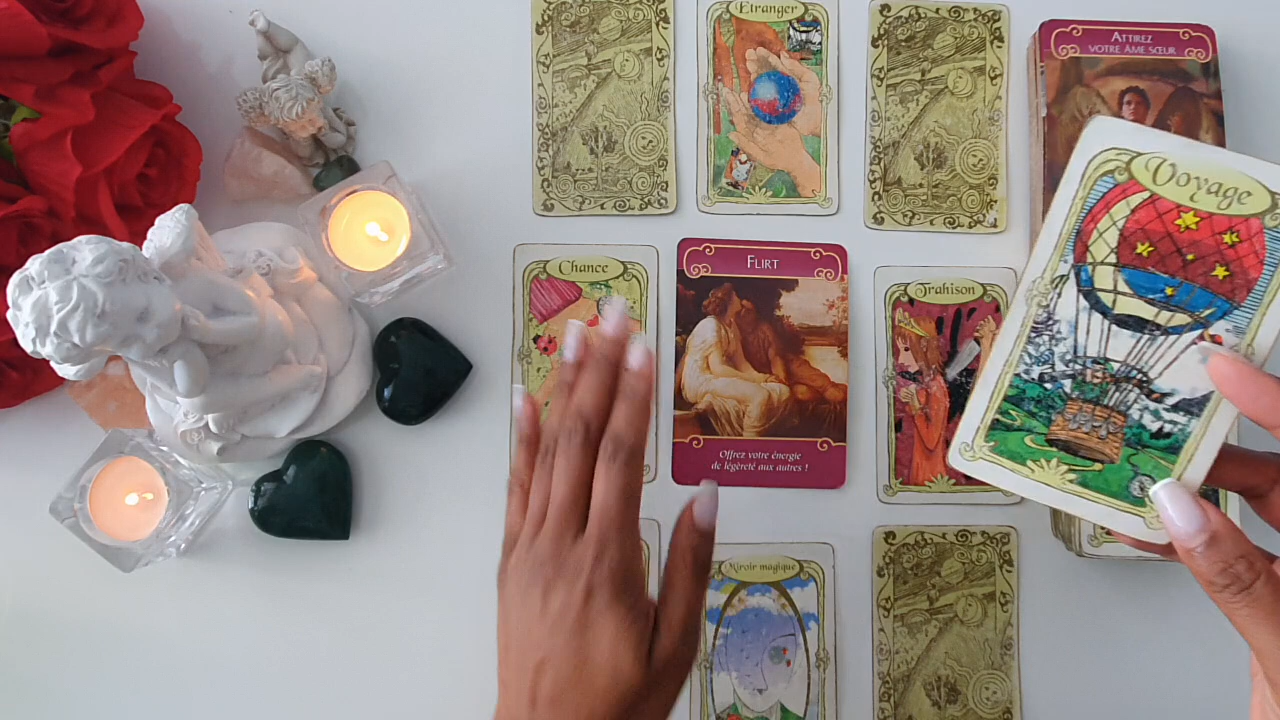 Etranger
ATTIREZ
VOTRE ÂME SŒUR
Voyage
Chance
FLIRT
Trahison
Offrez votre énergie
de légèreté aux autres !
Miroir magique